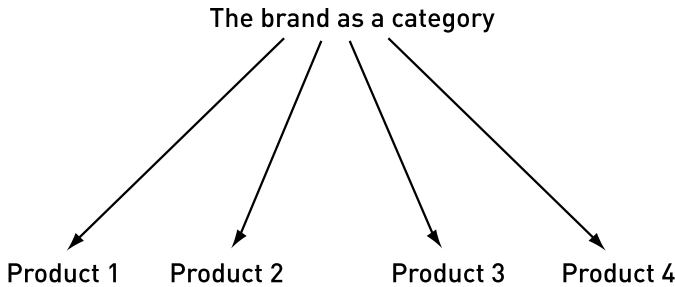 The brand as a category
Product 1 Product 2 Product 3 Product 4